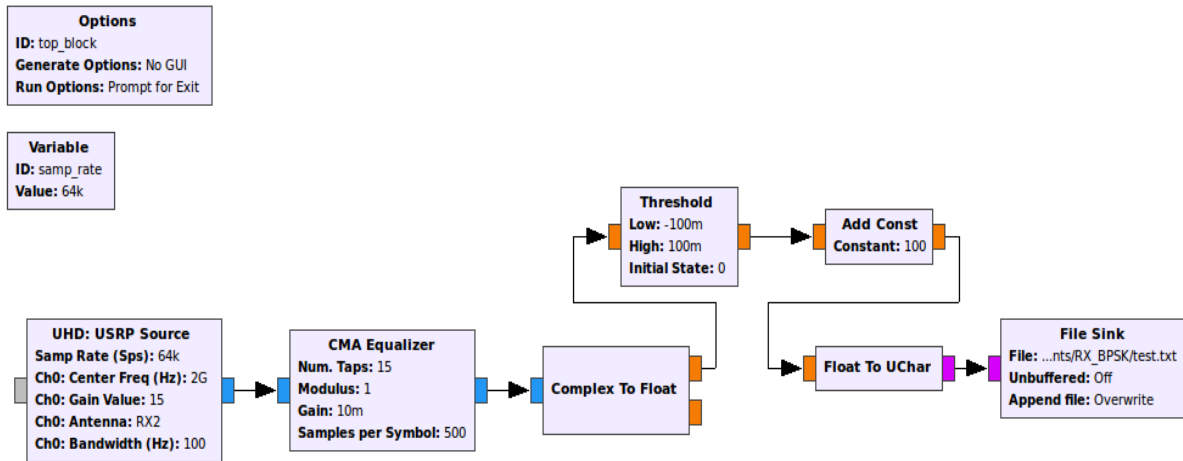 Options
ID: top_block
Generate Options: No GUI
Run Options: Prompt for Exit
Variable
ID: samp_rate
Value: 64k
Threshold
Low: -100m
High: 100m
Initial State: 0
Add Const
Constant: 100
UHD: USRP Source
Samp Rate (Sps): 64k
Ch0: Center Freq (Hz): 2G
Ch0: Gain Value: 15
Ch0: Antenna: RX2
Ch0: Bandwidth (Hz): 100
CMA Equalizer
Num. Taps: 15
Modulus: 1
Gain: 10m
Samples per Symbol: 500
Complex To Float
Float To UChar
File Sink
File: ...nts/RX_BPSK/test.txt
Unbuffered: Off
Append file: Overwrite